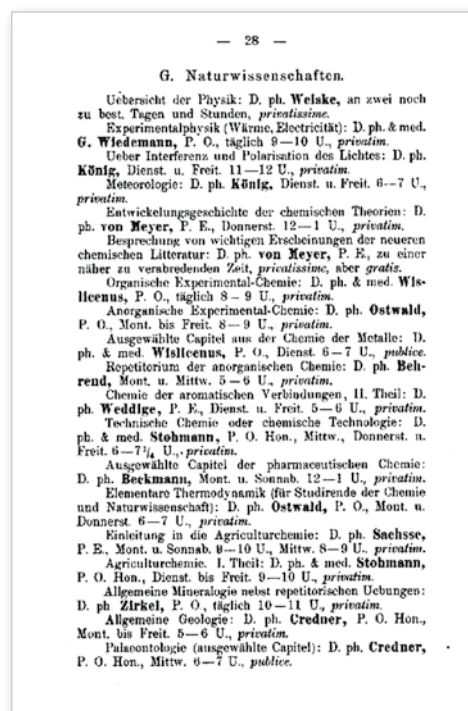 — 28 —
G. Naturwissenschaften.
Uebersicht der Physik: D. ph. Weiske, an zwei noch
zu best. Tagen und Stunden, privatissime.
Experimentalphysik (Wärme, Electricität): D. ph. & med.
G. Wiedemann, P. O., täglich 9—10 U., privatim.
Ueber Interferenz und Polarisation des Lichtes: D. ph.
König, Dienst. u. Freit. 11—12 U., privatim.
Meteorologie: D. ph. König, Dienst. u. Freit. 6—7 U.,
privatim.
Entwickelungsgeschichte der chemischen Theorien: D.
ph. von Meyer, P. E., Donnerst. 12—1 U., privatim.
Besprechung von wichtigen Erscheinungen der neueren
chemischen Litteratur: D. ph. von Meyer, P. E., zu einer
näher zu verabredenden Zeit, privatissime, aber gratis.
Organische Experimental-Chemie: D. ph. & med. Wis-
licenus, P. O., täglich 8—9 U., privatim.
Anorganische Experimental-Chemie: D. ph. Ostwald,
P. O., Mont. bis Freit. 8—9 U., privatim.
Ausgewählte Capitel aus der Chemie der Metalle: D.
ph. & med. Wislicenus, P. O., Dienst. 6—7 U., publice.
Repetitorium der anorganischen Chemie: D. ph. Beh-
rend, Mont. u. Mittw. 5—6 U., privatim.
Chemie der aromatischen Verbindungen, II. Theil: D.
ph. Weddige, P. E., Dienst. u. Freit. 5—6 U., privatim.
Technische Chemie oder chemische Technologie: D.
ph. & med. Stohmann, P. O. Hon., Mittw., Donnerst. u.
Freit. 6—7¼ U., privatim.
Ausgewählte Capitel der pharmaceutischen Chemie:
D. ph. Beckmann, Mont. u. Sonnab. 12—1 U., privatim.
Elementare Thermodynamik (für Studirende der Chemie
und Naturwissenschaft): D. ph. Ostwald, P. O., Mont. u.
Donnerst. 6—7 U., privatim.
Einleitung in die Agriculturchemie: D. ph. Sachsse,
P. E., Mont. u. Sonnab. 9—10 U., Mittw. 8—9 U., privatim.
Agriculturchemie. I. Theil: D. ph. & med. Stohmann,
P. O. Hon., Dienst. bis Freit. 9—10 U., privatim.
Allgemeine Mineralogie nebst repetitorischen Uebungen:
D. ph Zirkel, P. O., täglich 10—11 U., privatim.
Allgemeine Geologie: D. ph. Credner, P. O. Hon.,
Mont. bis Freit. 5—6 U., privatim.
Palaeontologie (ausgewählte Capitel): D. ph. Credner,
P. O. Hon., Mittw. 6—7 U., publice.